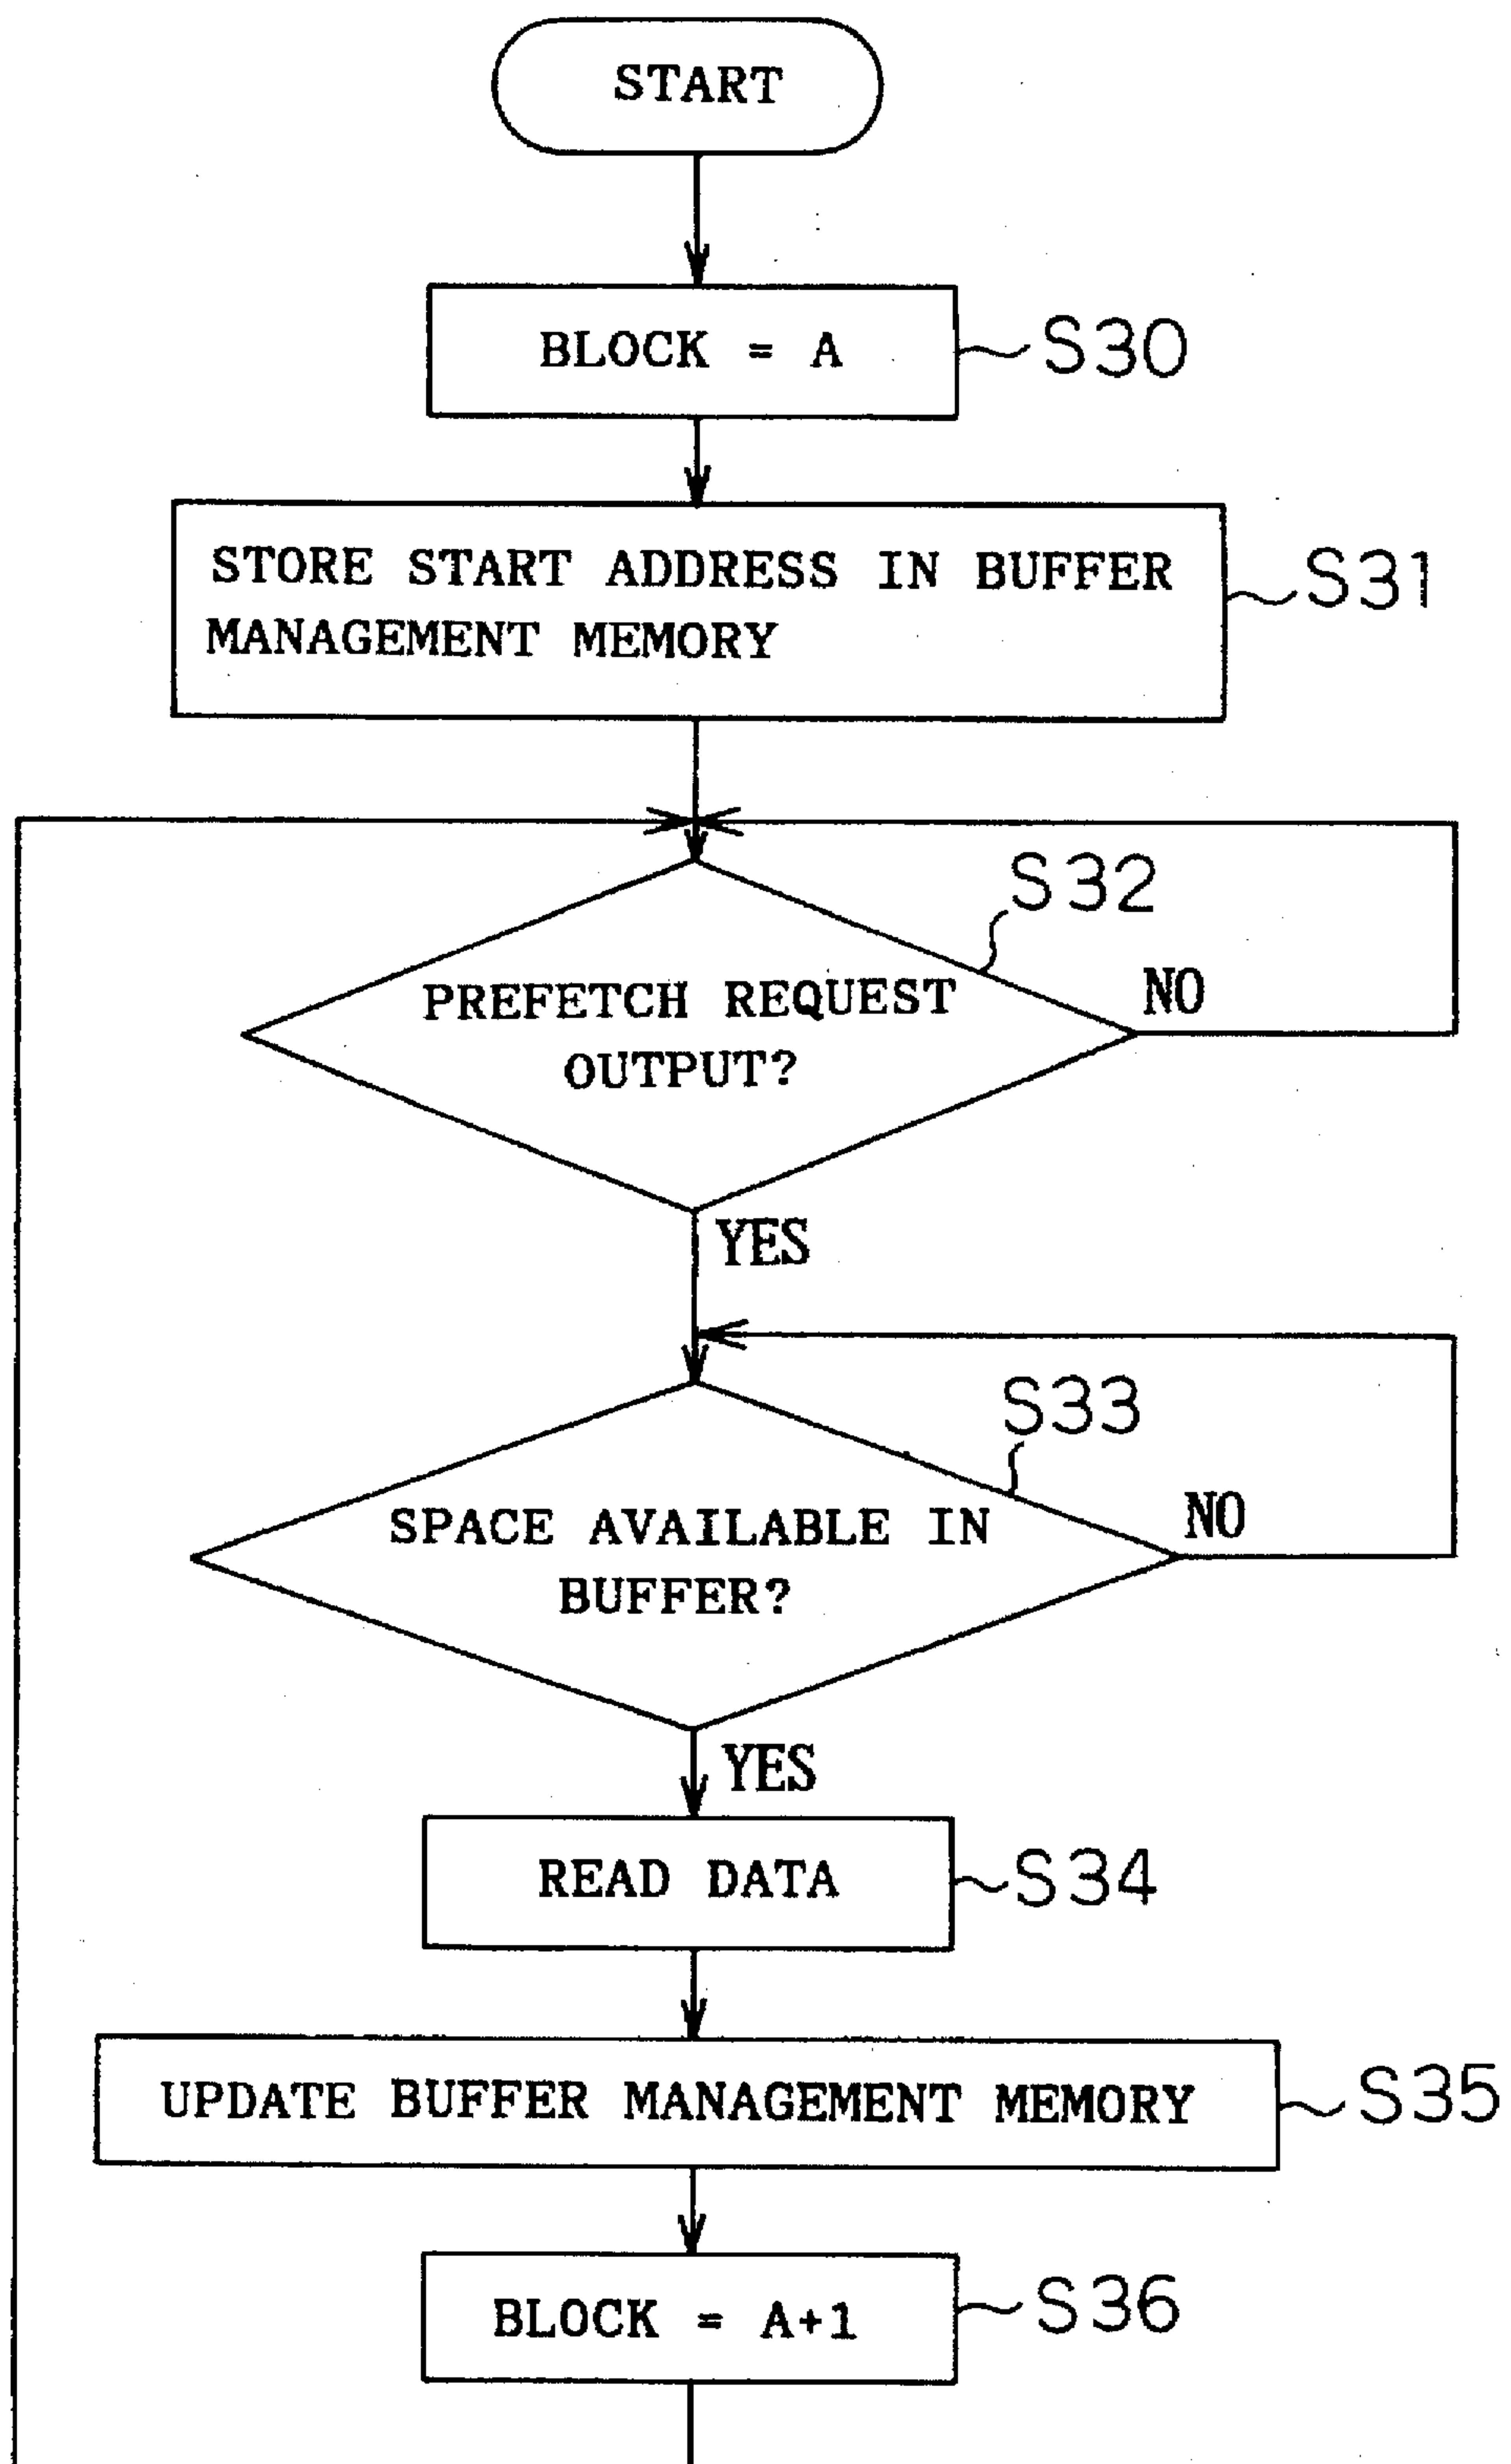 START
BLOCK = A
S30
STORE START ADDRESS IN BUFFER
MANAGEMENT MEMORY
S31
S32
PREFETCH REQUEST
OUTPUT?
NO
YES
S33
SPACE AVAILABLE IN
BUFFER?
NO
YES
READ DATA
S34
UPDATE BUFFER MANAGEMENT MEMORY
S35
BLOCK = A+1
S36